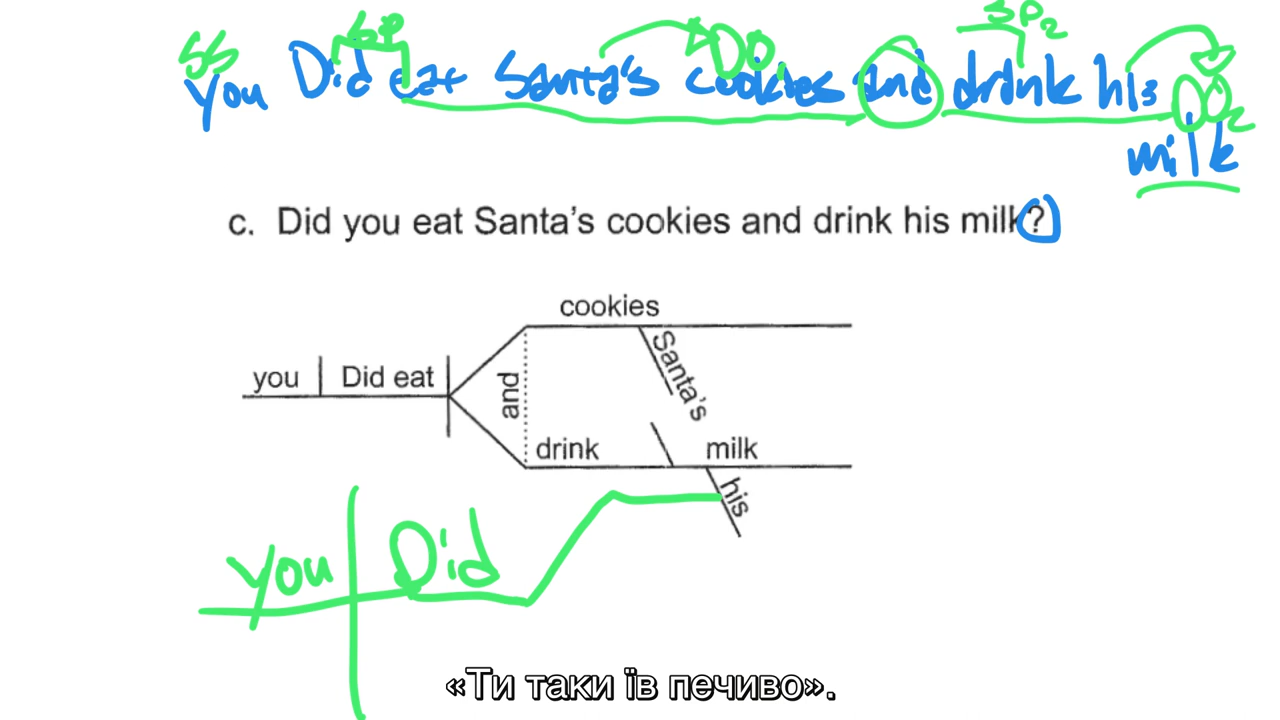 SS SP DO, SP2
you Did eat Santa's cookies and drink his DO2
milk
c. Did you eat Santa's cookies and drink his milk?
cookies
Santa's
you Did eat
and
drink milk
his
you Did
«Ти таки їв печиво».